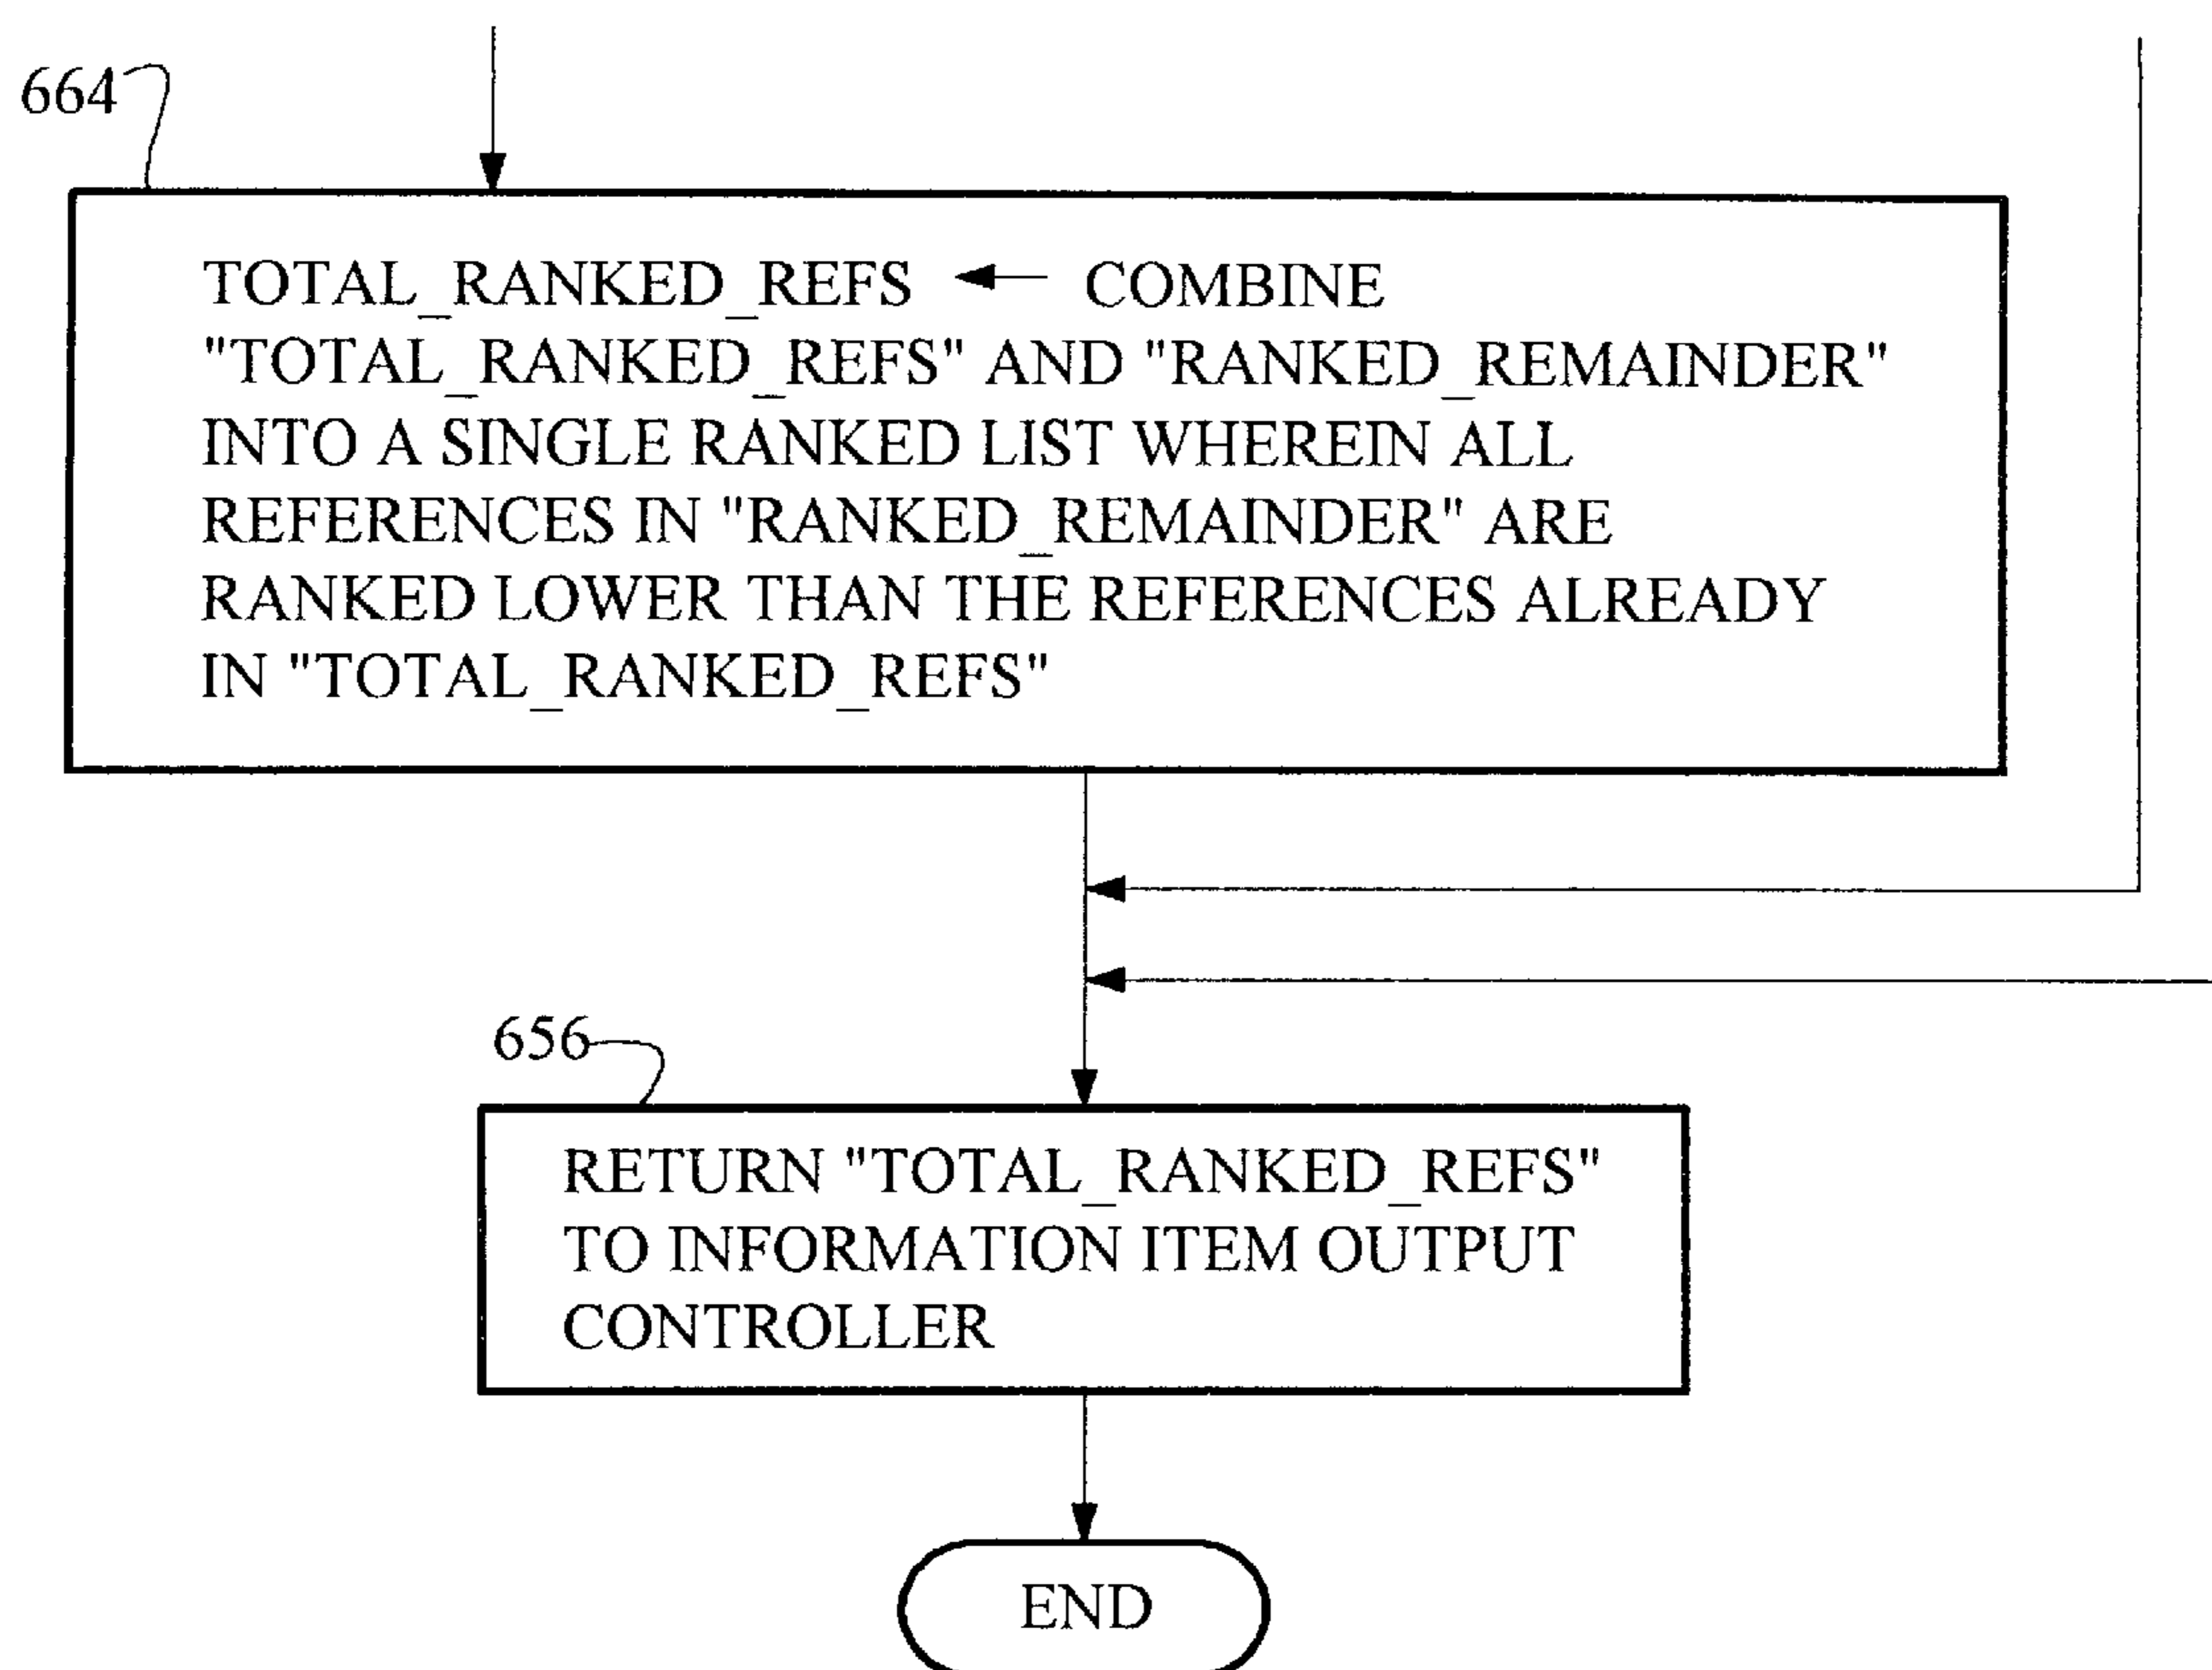 664
TOTAL_RANKED_REFS ← COMBINE
"TOTAL_RANKED_REFS" AND "RANKED_REMAINDER"
INTO A SINGLE RANKED LIST WHEREIN ALL
REFERENCES IN "RANKED_REMAINDER" ARE
RANKED LOWER THAN THE REFERENCES ALREADY
IN "TOTAL_RANKED_REFS"
656
RETURN "TOTAL_RANKED_REFS"
TO INFORMATION ITEM OUTPUT
CONTROLLER
END